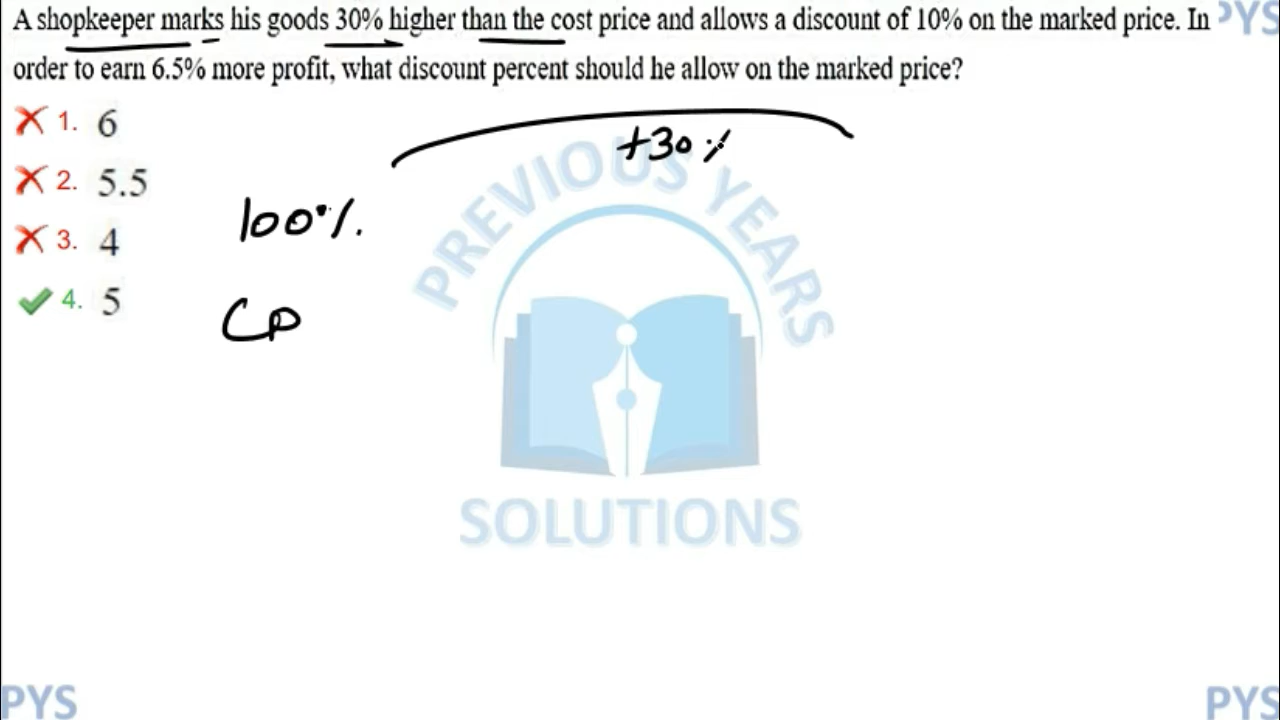 A shopkeeper marks his goods 30% higher than the cost price and allows a discount of 10% on the marked price. In
PYS
order to earn 6.5% more profit, what discount percent should he allow on the marked price?
1. 6
2. 5.5
3. 4
4. 5
+30%
100%.
CP
PREVIOUS YEARS
SOLUTIONS
PYS
PYS